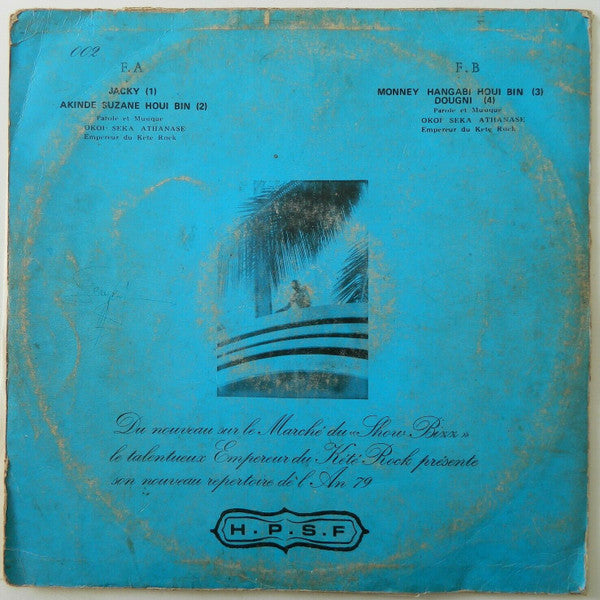 002
F.A
JACKY (1)
AKINDE SUZANE HOUI BIN (2)
Parole et Musique
OKOI SEKA ATHANASE
Empereur du Kete Rock
F.B
MONNEY HANGABI HOUI BIN (3)
DOUGNI (4)
Parole et Musique
OKOI SEKA ATHANASE
Empereur du Kete Rock
Du nouveau sur le Marché du «Show Bizz»
le talentueux Empereur du Kété Rock présente
son nouveau repertoire dè l'An 79
H.P.S.F